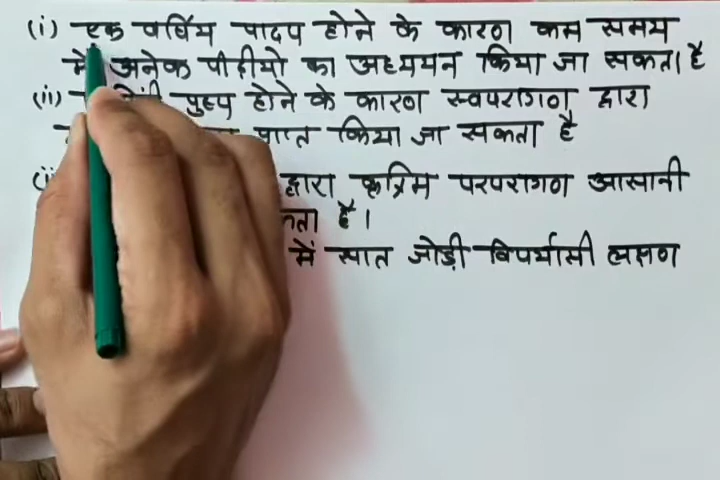 (i) एक वर्षिय पादप होने के कारण कम समय
में अनेक पीढ़ीयो का अध्ययन किया जा सकता है
(ii) पुष्प होने के कारण स्वपरागण द्वारा
प्राप्त किया जा सकता है
द्वारा कृत्रिम परपरागण आसानी
है।
में सात जोड़ी विपर्यासी लक्षण